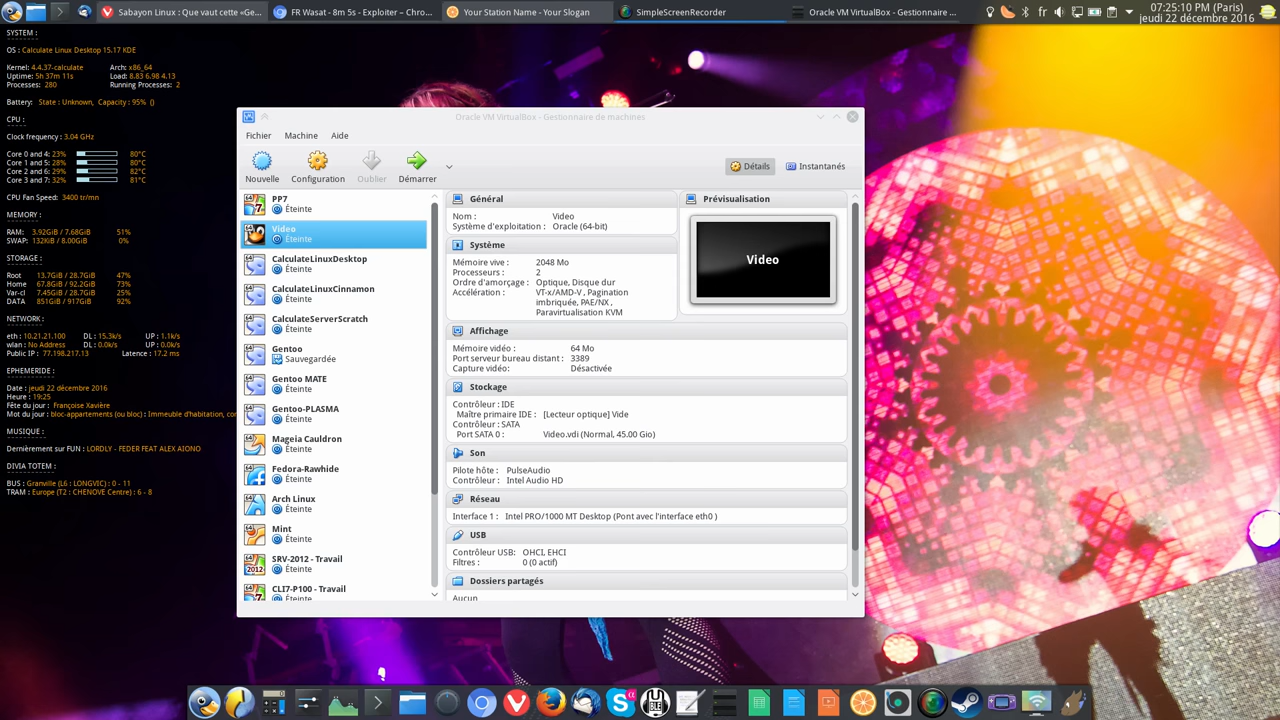 Sabayon Linux : Que vaut cette «Ge...
FR Wasat - 8m 5s - Exploiter – Chro...
Your Station Name - Your Slogan
SimpleScreenRecorder
Oracle VM VirtualBox - Gestionnaire ...
fr
07:25:10 PM (Paris)
jeudi 22 décembre 2016
SYSTEM :
OS : Calculate Linux Desktop 15.17 KDE
Kernel: 4.4.37-calculate Arch: x86_64
Uptime: 5h 37m 11s Load: 8.83 6.98 4.13
Processes: 280 Running Processes: 2
Battery: State : Unknown, Capacity : 95% ()
CPU :
Clock frequency : 3.04 GHz
Core 0 and 4: 23% 80°C
Core 1 and 5: 28% 80°C
Core 2 and 6: 29% 82°C
Core 3 and 7: 32% 81°C
CPU Fan Speed: 3400 tr/mn
MEMORY :
RAM: 3.92GiB / 7.68GiB 51%
SWAP: 132KiB / 8.00GiB 0%
STORAGE :
Root 13.7GiB / 28.7GiB 47%
Home 67.8GiB / 92.2GiB 73%
Var-cl 7.45GiB / 28.7GiB 25%
DATA 851GiB / 917GiB 92%
NETWORK :
eth : 10.21.21.100 DL : 15.3k/s UP : 1.1k/s
wlan : No Address DL : 0.0k/s UP : 0.0k/s
Public IP : 77.198.217.13 Latence : 17.2 ms
EPHEMERIDE :
Date : jeudi 22 décembre 2016
Heure : 19:25
Fête du jour : Françoise Xavière
Mot du jour : bloc-appartements (ou bloc) : Immeuble d'habitation, con
MUSIQUE :
Dernièrement sur FUN : LORDLY - FEDER FEAT ALEX AIONO
DIVIA TOTEM :
BUS : Granville (L6 : LONGVIC) : 0 - 11
TRAM : Europe (T2 : CHENOVE Centre) : 6 - 8
Oracle VM VirtualBox - Gestionnaire de machines
Fichier Machine Aide
Nouvelle Configuration Oublier Démarrer
Détails Instantanés
PP7
Éteinte
Video
Éteinte
CalculateLinuxDesktop
Éteinte
CalculateLinuxCinnamon
Éteinte
CalculateServerScratch
Éteinte
Gentoo
Sauvegardée
Gentoo MATE
Éteinte
Gentoo-PLASMA
Éteinte
Mageia Cauldron
Éteinte
Fedora-Rawhide
Éteinte
Arch Linux
Éteinte
Mint
Éteinte
SRV-2012 - Travail
Éteinte
CLI7-P100 - Travail
Éteinte
Général
Nom : Video
Système d'exploitation : Oracle (64-bit)
Système
Mémoire vive : 2048 Mo
Processeurs : 2
Ordre d'amorçage : Optique, Disque dur
Accélération : VT-x/AMD-V , Pagination
imbriquée, PAE/NX ,
Paravirtualisation KVM
Prévisualisation
Video
Affichage
Mémoire vidéo : 64 Mo
Port serveur bureau distant : 3389
Capture vidéo: Désactivée
Stockage
Contrôleur : IDE
Maître primaire IDE : [Lecteur optique] Vide
Contrôleur : SATA
Port SATA 0 : Video.vdi (Normal, 45.00 Gio)
Son
Pilote hôte : PulseAudio
Contrôleur : Intel Audio HD
Réseau
Interface 1 : Intel PRO/1000 MT Desktop (Pont avec l'interface eth0 )
USB
Contrôleur USB: OHCI, EHCI
Filtres : 0 (0 actif)
Dossiers partagés
Aucun